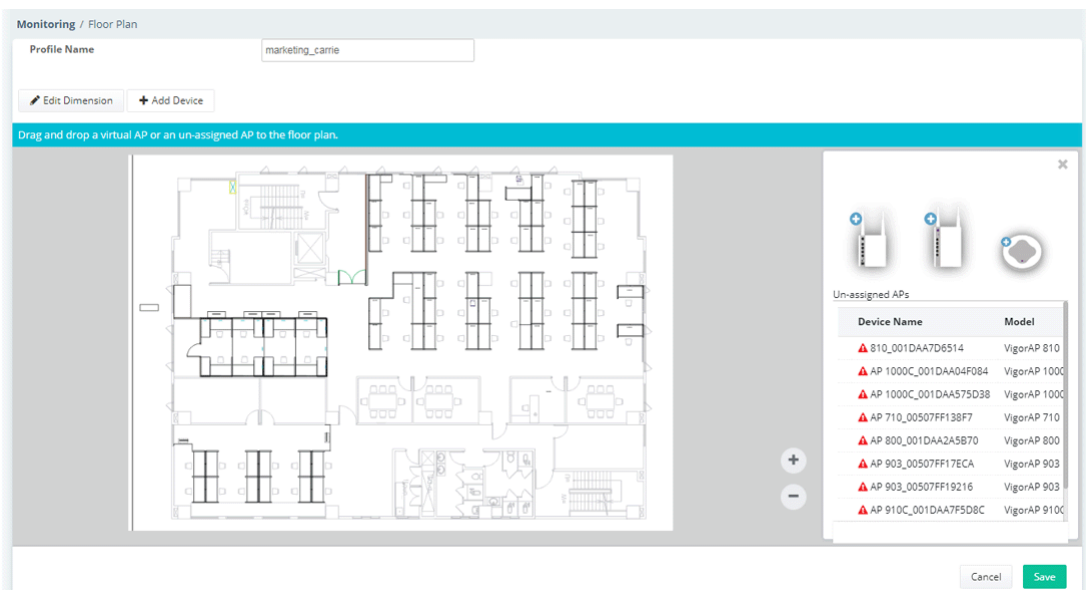 Monitoring / Floor Plan
Profile Name
marketing_carrie
Edit Dimension
Add Device
Drag and drop a virtual AP or an un-assigned AP to the floor plan.
Un-assigned APs
Device Name Model
810_001DAA7D6514 VigorAP 810
AP 1000C_001DAA04F084 VigorAP 1000
AP 1000C_001DAA575D38 VigorAP 1000
AP 710_00507FF138F7 VigorAP 710
AP 800_001DAA2A5B70 VigorAP 800
AP 903_00507FF17ECA VigorAP 903
AP 903_00507FF19216 VigorAP 903
AP 910C_001DAA7F5D8C VigorAP 910C
Cancel Save